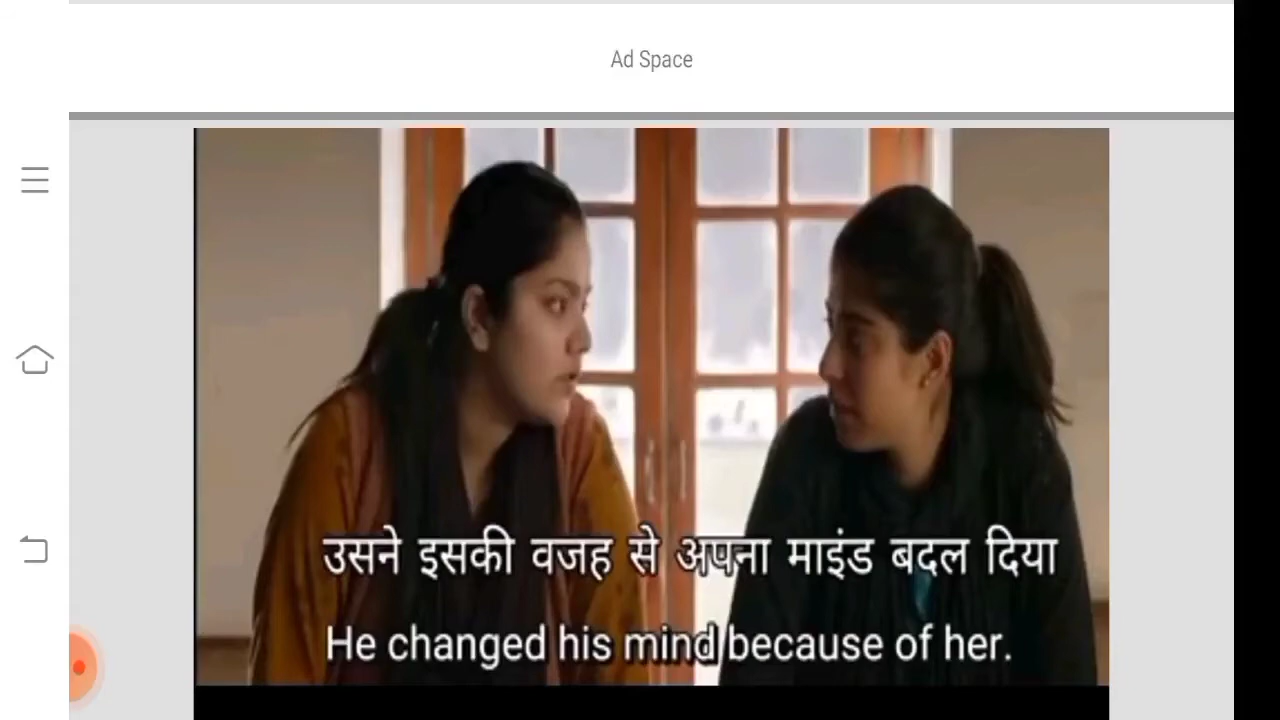 Ad Space
उसने इसकी वजह से अपना माइंड बदल दिया
He changed his mind because of her.